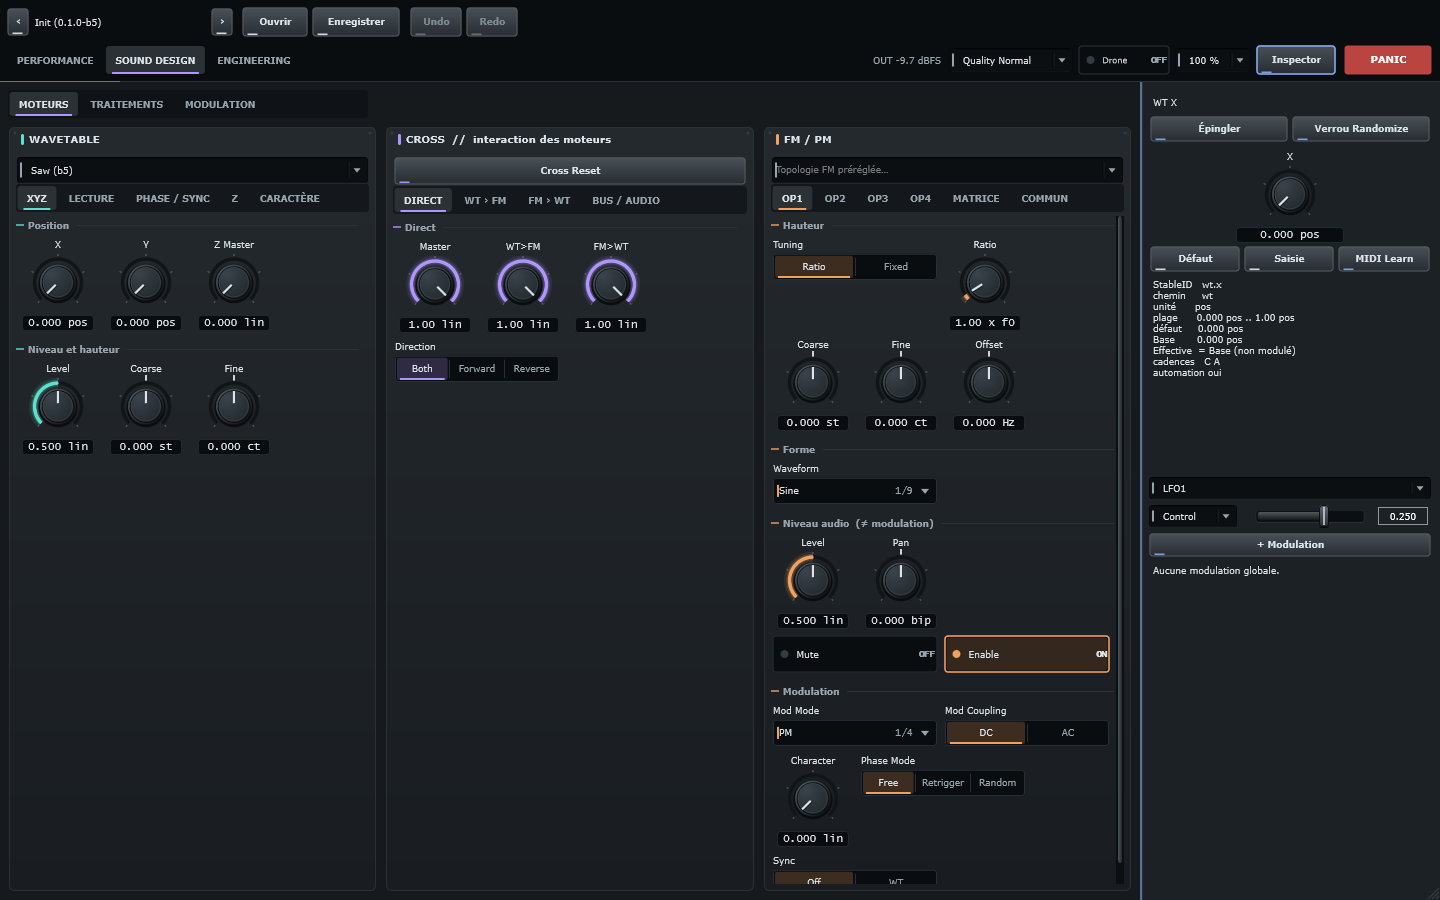 ‹ Init (0.1.0-b5) › Ouvrir Enregistrer Undo Redo
PERFORMANCE SOUND DESIGN ENGINEERING OUT -9.7 dBFS Quality Normal Drone OFF 100 % Inspector PANIC
MOTEURS TRAITEMENTS MODULATION
WAVETABLE
Saw (b5)
XYZ LECTURE PHASE / SYNC Z CARACTÈRE
Position
X Y Z Master
0.000 pos 0.000 pos 0.000 lin
Niveau et hauteur
Level Coarse Fine
0.500 lin 0.000 st 0.000 ct
CROSS // interaction des moteurs
Cross Reset
DIRECT WT › FM FM › WT BUS / AUDIO
Direct
Master WT>FM FM>WT
1.00 lin 1.00 lin 1.00 lin
Direction
Both Forward Reverse
FM / PM
Topologie FM préréglée...
OP1 OP2 OP3 OP4 MATRICE COMMUN
Hauteur
Tuning Ratio
Ratio Fixed
1.00 x f0
Coarse Fine Offset
0.000 st 0.000 ct 0.000 Hz
Forme
Waveform
Sine 1/9
Niveau audio (≠ modulation)
Level Pan
0.500 lin 0.000 bip
Mute OFF Enable ON
Modulation
Mod Mode Mod Coupling
PM 1/4 DC AC
Character Phase Mode
Free Retrigger Random
0.000 lin
Sync
Off WT
WT X
Épingler Verrou Randomize
X
0.000 pos
Défaut Saisie MIDI Learn
StableID wt.x
chemin wt
unité pos
plage 0.000 pos .. 1.00 pos
défaut 0.000 pos
Base 0.000 pos
Effective = Base (non modulé)
cadences C A
automation oui
LFO1
Control 0.250
+ Modulation
Aucune modulation globale.